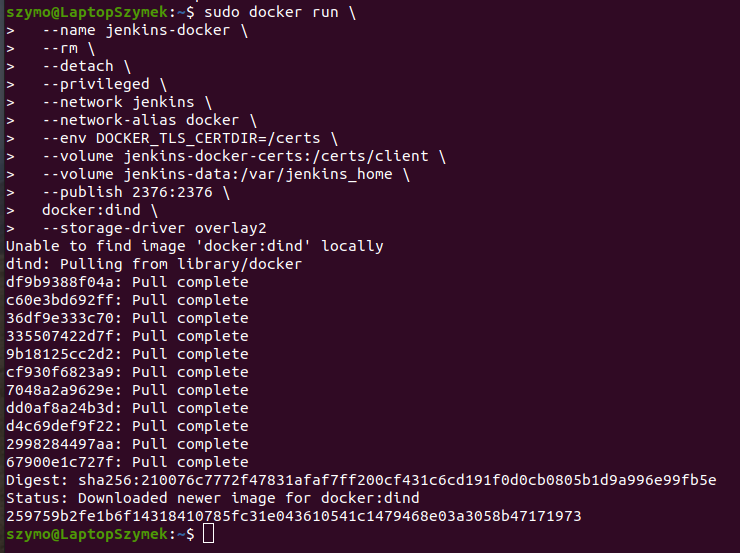 szymo@LaptopSzymek:~$ sudo docker run \
>   --name jenkins-docker \
>   --rm \
>   --detach \
>   --privileged \
>   --network jenkins \
>   --network-alias docker \
>   --env DOCKER_TLS_CERTDIR=/certs \
>   --volume jenkins-docker-certs:/certs/client \
>   --volume jenkins-data:/var/jenkins_home \
>   --publish 2376:2376 \
>   docker:dind \
>   --storage-driver overlay2
Unable to find image 'docker:dind' locally
dind: Pulling from library/docker
df9b9388f04a: Pull complete
c60e3bd692ff: Pull complete
36df9e333c70: Pull complete
335507422d7f: Pull complete
9b18125cc2d2: Pull complete
cf930f6823a9: Pull complete
7048a2a9629e: Pull complete
dd0af8a24b3d: Pull complete
d4c69def9f22: Pull complete
2998284497aa: Pull complete
67900e1c727f: Pull complete
Digest: sha256:210076c7772f47831afaf7ff200cf431c6cd191f0d0cb0805b1d9a996e99fb5e
Status: Downloaded newer image for docker:dind
259759b2fe1b6f14318410785fc31e043610541c1479468e03a3058b47171973
szymo@LaptopSzymek:~$